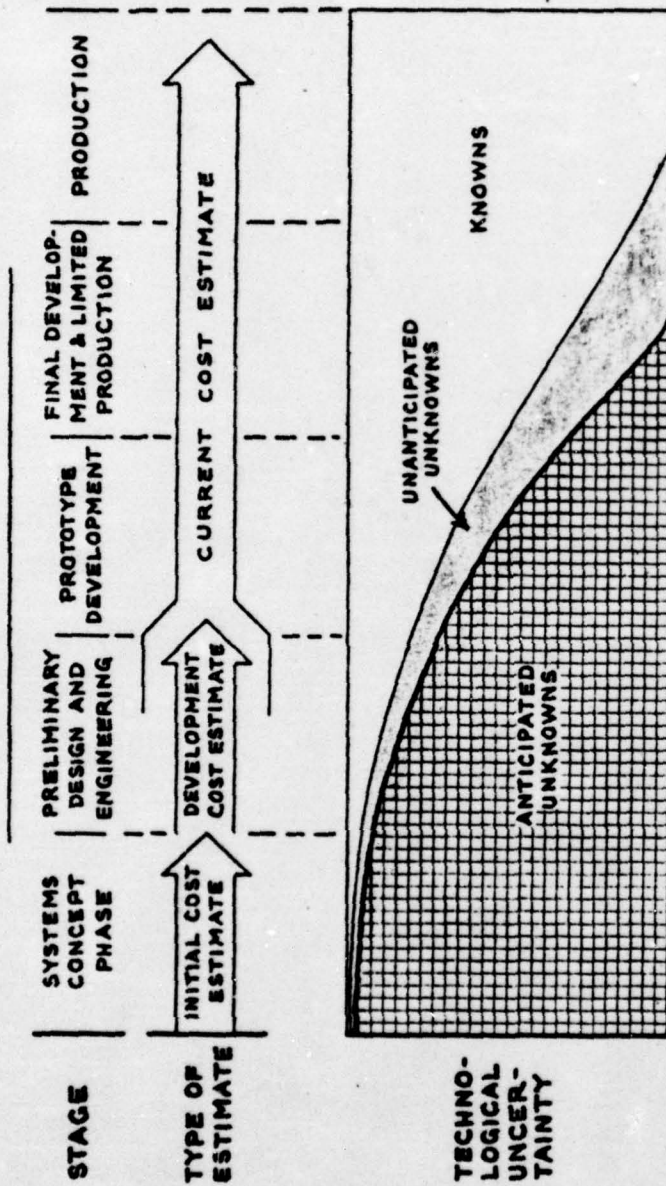 STAGE
SYSTEMS
CONCEPT
PHASE
PRELIMINARY
DESIGN AND
ENGINEERING
PROTOTYPE
DEVELOPMENT
FINAL DEVELOP-
MENT & LIMITED
PRODUCTION
PRODUCTION
TYPE OF
ESTIMATE
INITIAL COST
ESTIMATE
DEVELOPMENT
COST ESTIMATE
CURRENT COST ESTIMATE
TECHNO-
LOGICAL
UNCER-
TAINTY
ANTICIPATED
UNKNOWNS
UNANTICIPATED
UNKNOWNS
KNOWNS